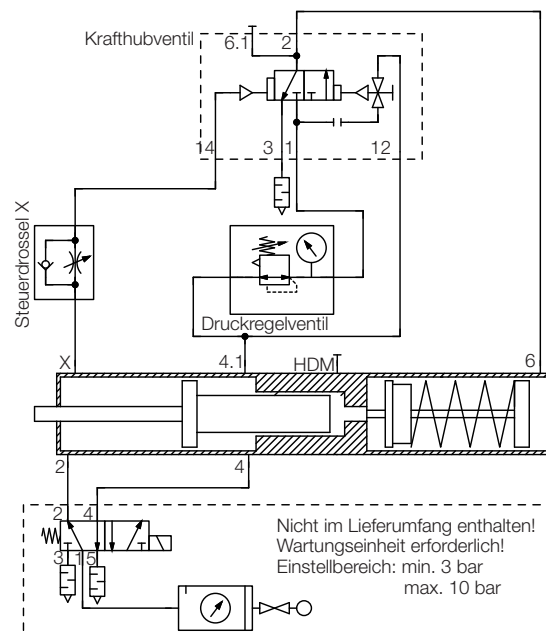 Krafthubventil
6.1
2
14
3
1
12
Steuerdrossel X
Druckregelventil
X
4.1
HDM
6
2
4
2
4
3
1
5
Nicht im Lieferumfang enthalten!
Wartungseinheit erforderlich!
Einstellbereich: min. 3 bar
max. 10 bar